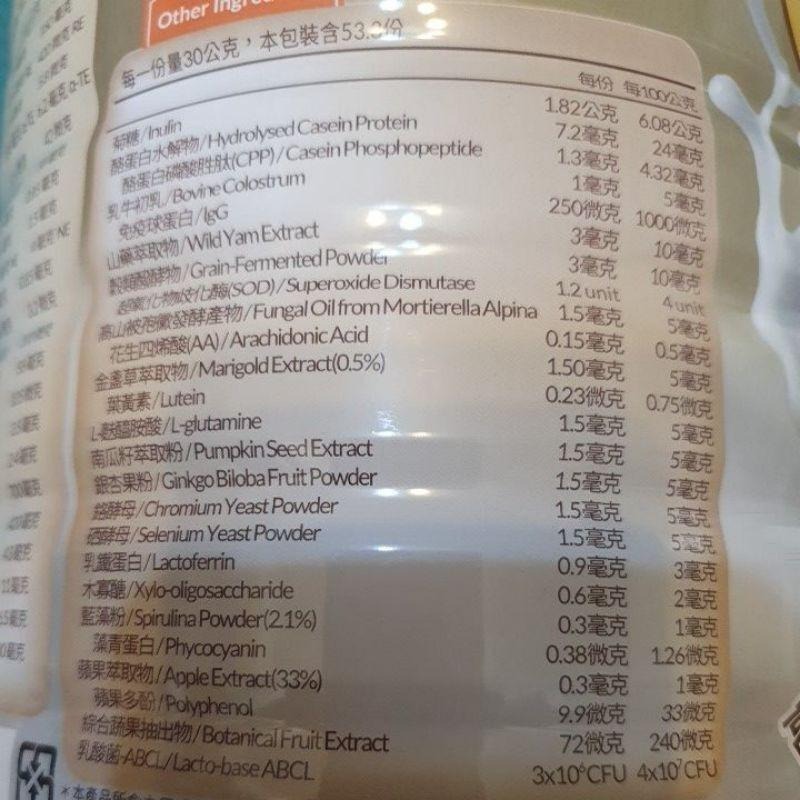 Other
每一份量30公克，本包裝含53.3份
每份 每100公克
菊糖/Inulin 1.82公克 6.08公克
酪蛋白水解物/Hydrolysed Casein Protein 7.2毫克 24毫克
酪蛋白磷酸胜肽(CPP)/Casein Phosphopeptide 1.3毫克 4.32毫克
乳牛初乳/Bovine Colostrum 1毫克 5毫克
免疫球蛋白/IgG 250微克 1000微克
山藥萃取物/Wild Yam Extract 3毫克 10毫克
穀類醱酵物/Grain-Fermented Powder 3毫克 10毫克
超氧化物歧化酶(SOD)/Superoxide Dismutase 1.2 unit 4 unit
高山被孢黴發酵產物/Fungal Oil from Mortierella Alpina 1.5毫克 5毫克
花生四烯酸(AA)/Arachidonic Acid 0.15毫克 0.5毫克
金盞草萃取物/Marigold Extract(0.5%) 1.50毫克 5毫克
葉黃素/Lutein 0.23微克 0.75微克
L-麩醯胺酸/L-glutamine 1.5毫克 5毫克
南瓜籽萃取粉/Pumpkin Seed Extract 1.5毫克 5毫克
銀杏果粉/Ginkgo Biloba Fruit Powder 1.5毫克 5毫克
鉻酵母/Chromium Yeast Powder 1.5毫克 5毫克
硒酵母/Selenium Yeast Powder 1.5毫克 5毫克
乳鐵蛋白/Lactoferrin 0.9毫克 3毫克
木寡醣/Xylo-oligosaccharide 0.6毫克 2毫克
藍藻粉/Spirulina Powder(2.1%) 0.3毫克 1毫克
藻青蛋白/Phycocyanin 0.38微克 1.26微克
蘋果萃取物/Apple Extract(33%) 0.3毫克 1毫克
蘋果多酚/Polyphenol 9.9微克 33微克
綜合蔬果抽出物/Botanical Fruit Extract 72微克 240微克
乳酸菌-ABCL/Lacto-base ABCL 3x10⁶CFU 4x10⁷CFU